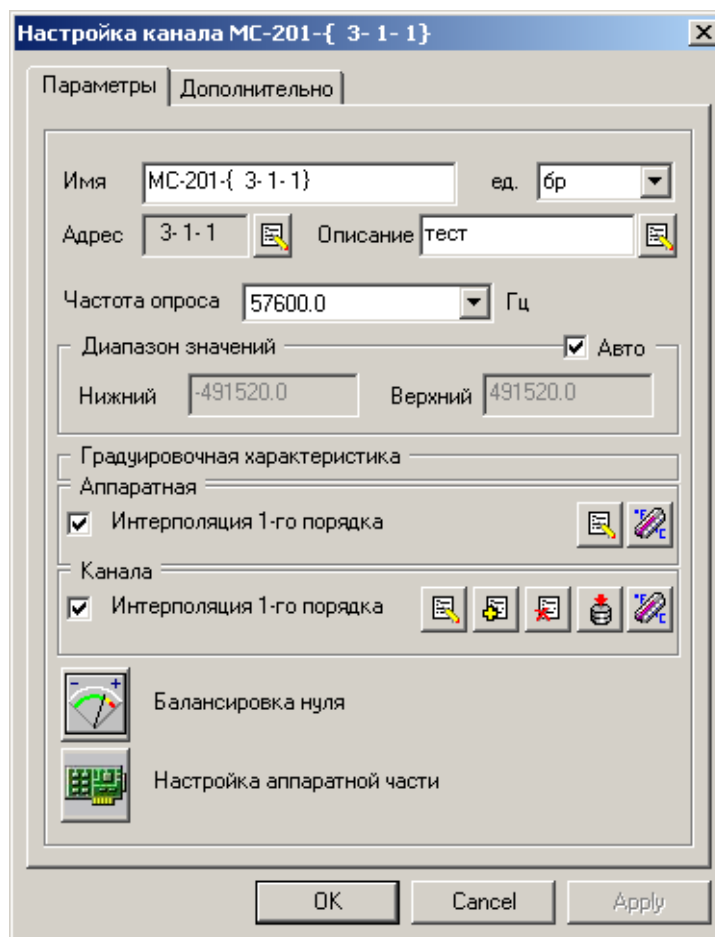 Настройка канала МС-201-{ 3- 1- 1}
Параметры Дополнительно
Имя МС-201-{ 3- 1- 1} ед. бр
Адрес 3- 1- 1 Описание тест
Частота опроса 57600.0 Гц
Диапазон значений Авто
Нижний -491520.0 Верхний 491520.0
Градуировочная характеристика
Аппаратная
Интерполяция 1-го порядка
Канала
Интерполяция 1-го порядка
Балансировка нуля
Настройка аппаратной части
OK Cancel Apply